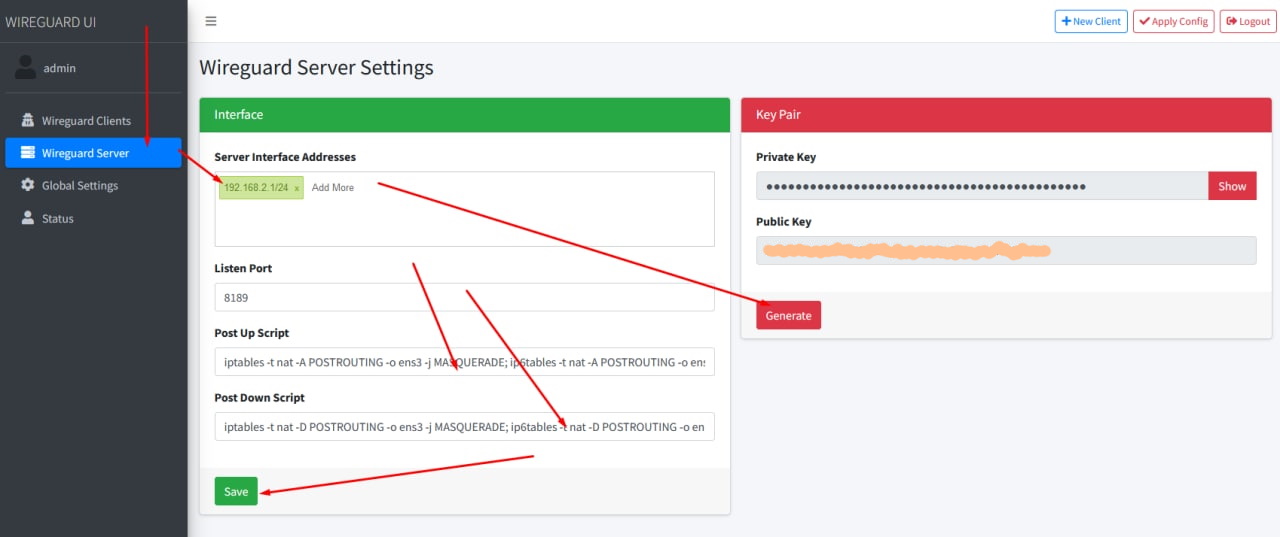 WIREGUARD UI
New Client
Apply Config
Logout
admin
Wireguard Clients
Wireguard Server
Global Settings
Status
Wireguard Server Settings
Interface
Server Interface Addresses
192.168.2.1/24 x Add More
Listen Port
8189
Post Up Script
iptables -t nat -A POSTROUTING -o ens3 -j MASQUERADE; ip6tables -t nat -A POSTROUTING -o ens
Post Down Script
iptables -t nat -D POSTROUTING -o ens3 -j MASQUERADE; ip6tables -t nat -D POSTROUTING -o en
Save
Key Pair
Private Key
Show
Public Key
Generate